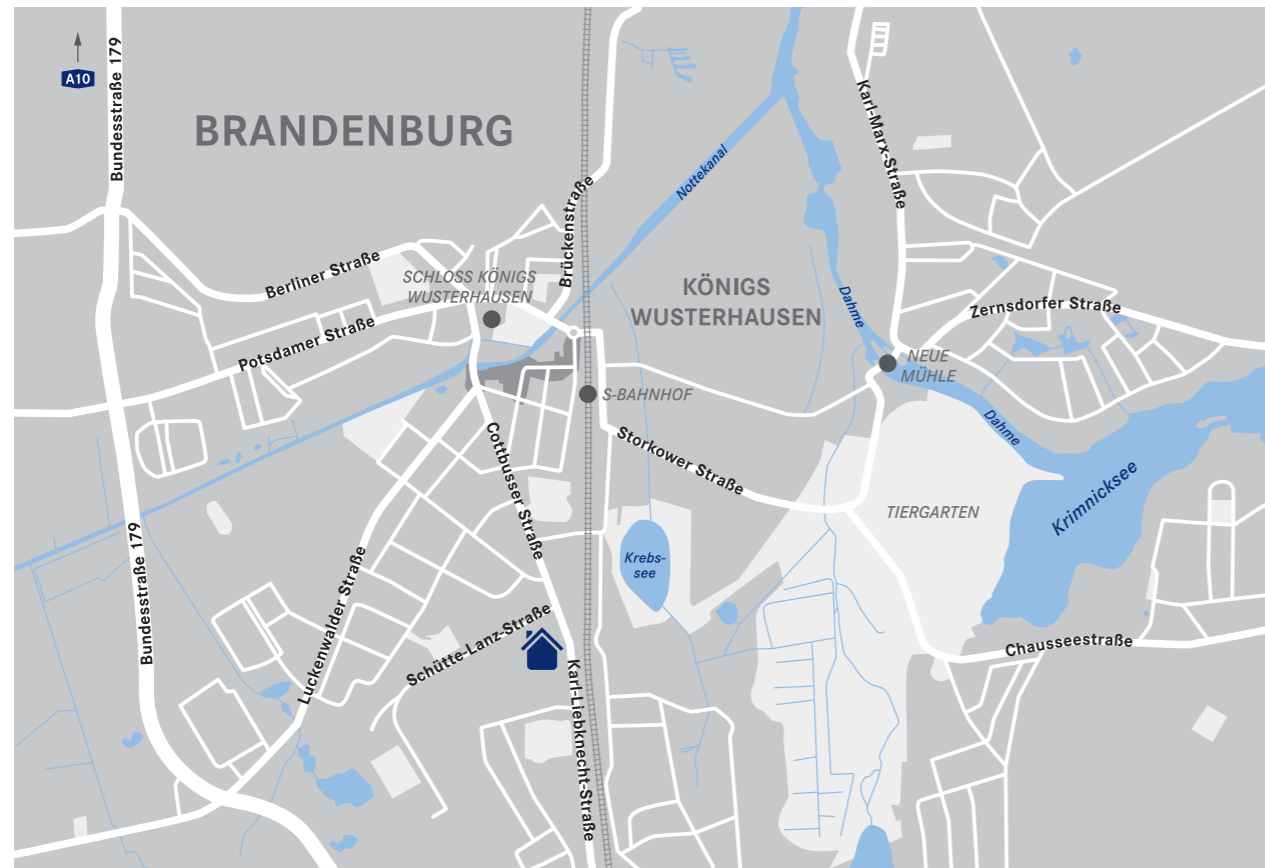 A10
Bundesstraße 179
BRANDENBURG
Karl-Marx-Straße
Nottekanal
Brückenstraße
Berliner Straße
SCHLOSS KÖNIGS
WUSTERHAUSEN
KÖNIGS
WUSTERHAUSEN
Dahme
Zernsdorfer Straße
Potsdamer Straße
NEUE
MÜHLE
S-BAHNHOF
Dahme
Storkower Straße
Cottbusser Straße
Krimnicksee
TIERGARTEN
Bundesstraße 179
Luckenwalder Straße
Krebs-
see
Schütte-Lanz-Straße
Chausseestraße
Karl-Liebknecht-Straße